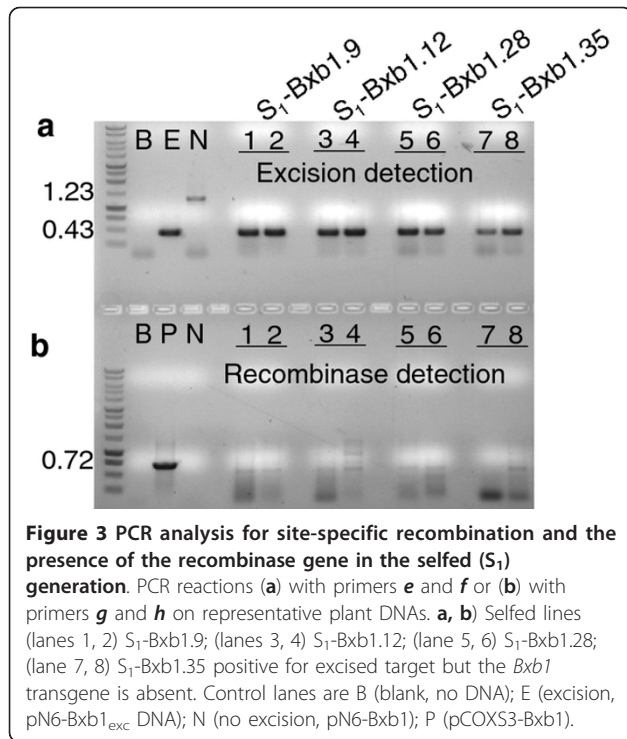 S₁-Bxb1.9 S₁-Bxb1.12 S₁-Bxb1.28 S₁-Bxb1.35
a B E N 1 2 3 4 5 6 7 8
Excision detection
1.23
0.43
b B P N 1 2 3 4 5 6 7 8
Recombinase detection
0.72
Figure 3 PCR analysis for site-specific recombination and the
presence of the recombinase gene in the selfed (S₁)
generation. PCR reactions (a) with primers e and f or (b) with
primers g and h on representative plant DNAs. a, b) Selfed lines
(lanes 1, 2) S₁-Bxb1.9; (lanes 3, 4) S₁-Bxb1.12; (lane 5, 6) S₁-Bxb1.28;
(lane 7, 8) S₁-Bxb1.35 positive for excised target but the Bxb1
transgene is absent. Control lanes are B (blank, no DNA); E (excision,
pN6-Bxb1exc DNA); N (no excision, pN6-Bxb1); P (pCOXS3-Bxb1).